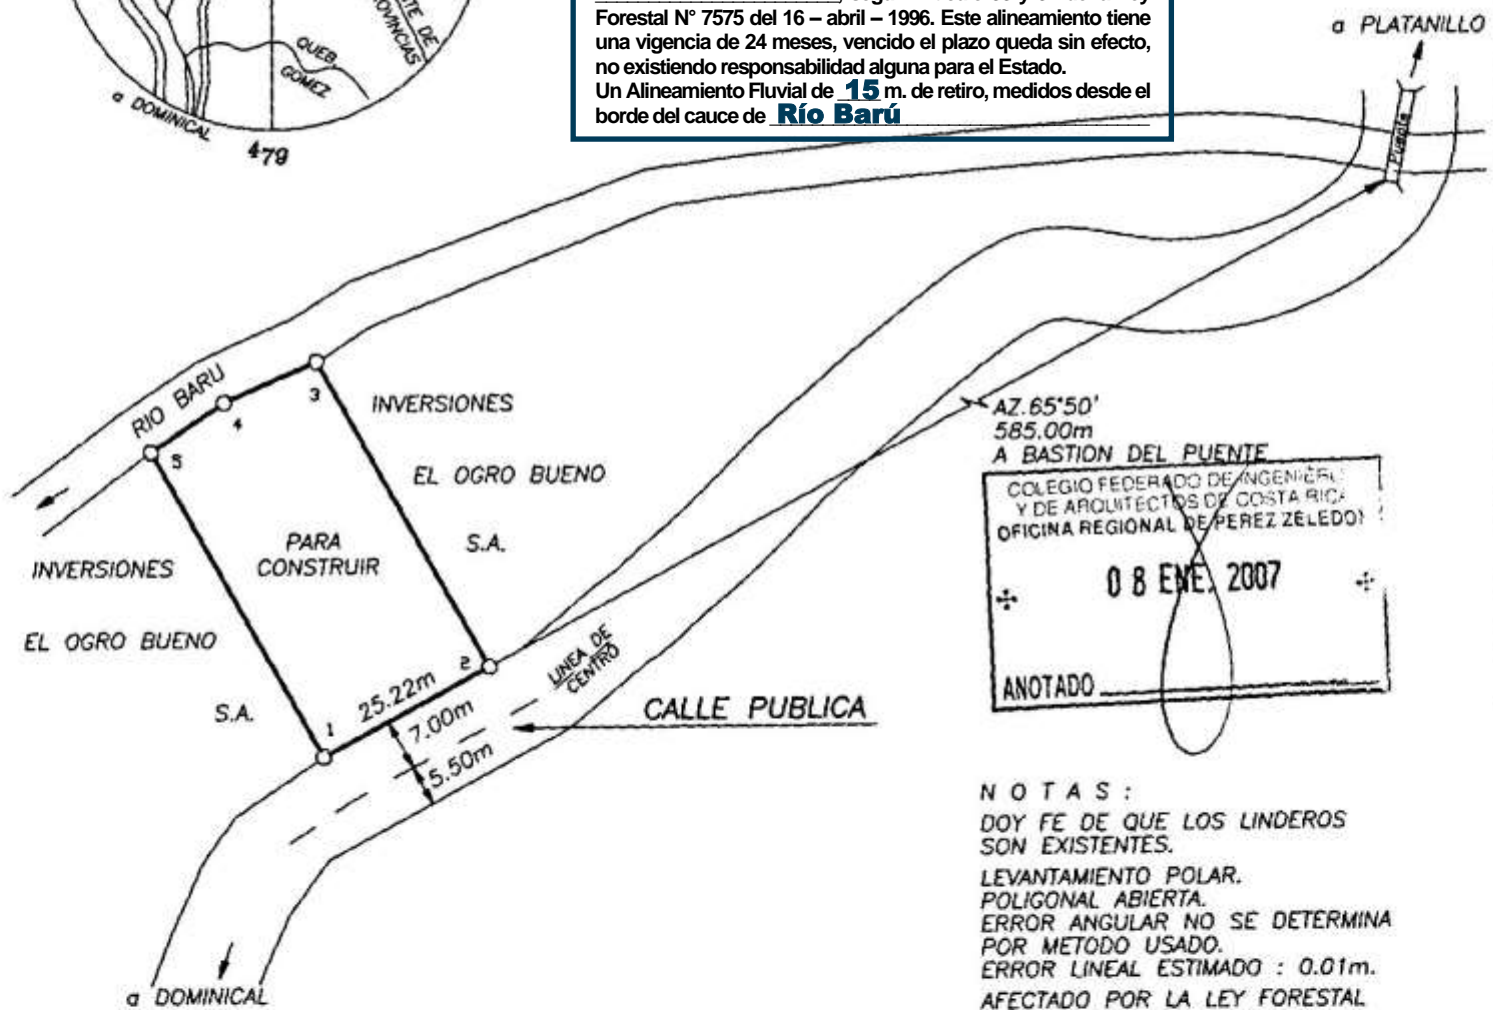 QUEB.
GOMEZ
a DOMINICAL
479
Forestal N° 7575 del 16 – abril – 1996. Este alineamiento tiene
una vigencia de 24 meses, vencido el plazo queda sin efecto,
no existiendo responsabilidad alguna para el Estado.
Un Alineamiento Fluvial de 15 m. de retiro, medidos desde el
borde del cauce de Río Barú
a PLATANILLO
Puente
RIO BARU
3
4
5
INVERSIONES
EL OGRO BUENO
S.A.
PARA
CONSTRUIR
INVERSIONES
EL OGRO BUENO
S.A.
AZ.65°50'
585.00m
A BASTION DEL PUENTE
COLEGIO FEDERADO DE
Y DE ARQUITECTOS DE COSTA
OFICINA REGIONAL DE PEREZ
08 ENE. 2007
ANOTADO
2
1
25.22m
7.00m
5.50m
LINEA DE
CENTRO
CALLE PUBLICA
a DOMINICAL
N O T A S :
DOY FE DE QUE LOS LINDEROS
SON EXISTENTES.
LEVANTAMIENTO POLAR.
POLIGONAL ABIERTA.
ERROR ANGULAR NO SE DETERMINA
POR METODO USADO.
ERROR LINEAL ESTIMADO : 0.01m.
AFECTADO POR LA LEY FORESTAL